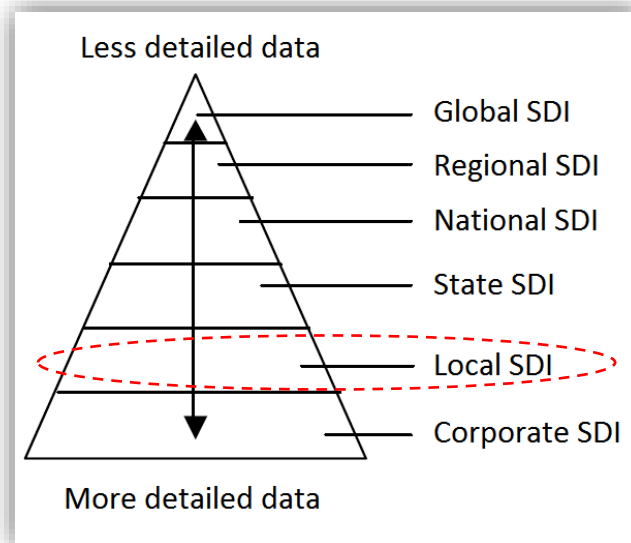 Less detailed data
Global SDI
Regional SDI
National SDI
State SDI
Local SDI
Corporate SDI
More detailed data